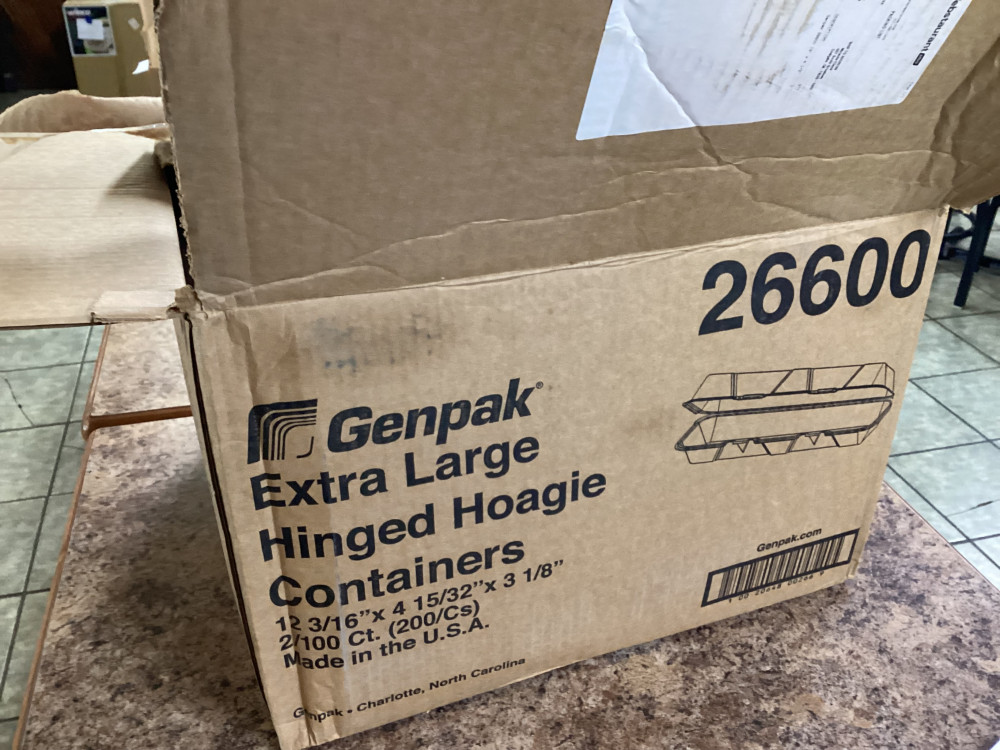 26600
Genpak®
Extra Large
Hinged Hoagie
Containers
12 3/16"x 4 15/32"x 3 1/8"
2/100 Ct. (200/Cs)
Made in the U.S.A.
Genpak • Charlotte, North Carolina
Genpak.com